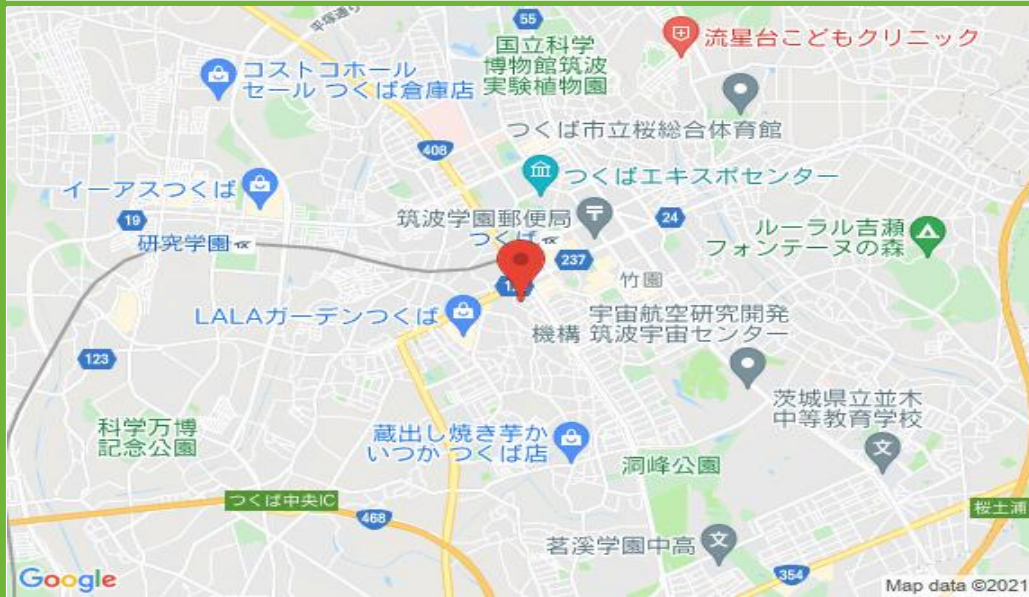 平塚通り
55
国立科学
博物館筑波
実験植物園
流星台こどもクリニック
コストコホール
セール つくば倉庫店
つくば市立桜総合体育館
408
つくばエキスポセンター
イーアスつくば
19
研究学園
筑波学園郵便局
つくば
24
ルーラル吉瀬
フォンテーヌの森
237
竹園
LALAガーデンつくば
宇宙航空研究開発
機構 筑波宇宙センター
123
茨城県立並木
中等教育学校
科学万博
記念公園
蔵出し焼き芋か
いつか つくば店
洞峰公園
つくば中央IC
468
桜土浦
茗溪学園中高
354
Google
Map data ©2021